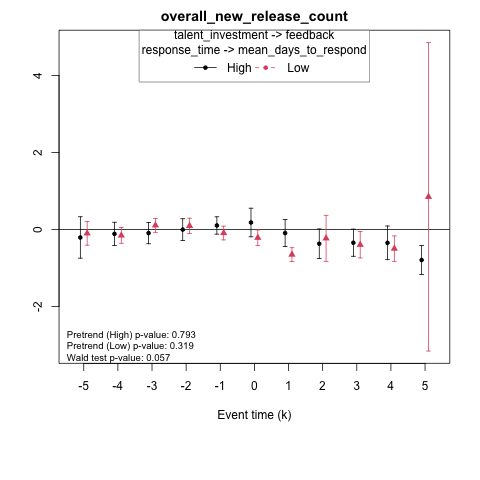 overall_new_release_count
talent_investment -> feedback
response_time -> mean_days_to_respond
High Low
4
2
0
-2
Pretrend (High) p-value: 0.793
Pretrend (Low) p-value: 0.319
Wald test p-value: 0.057
-5 -4 -3 -2 -1 0 1 2 3 4 5
Event time (k)